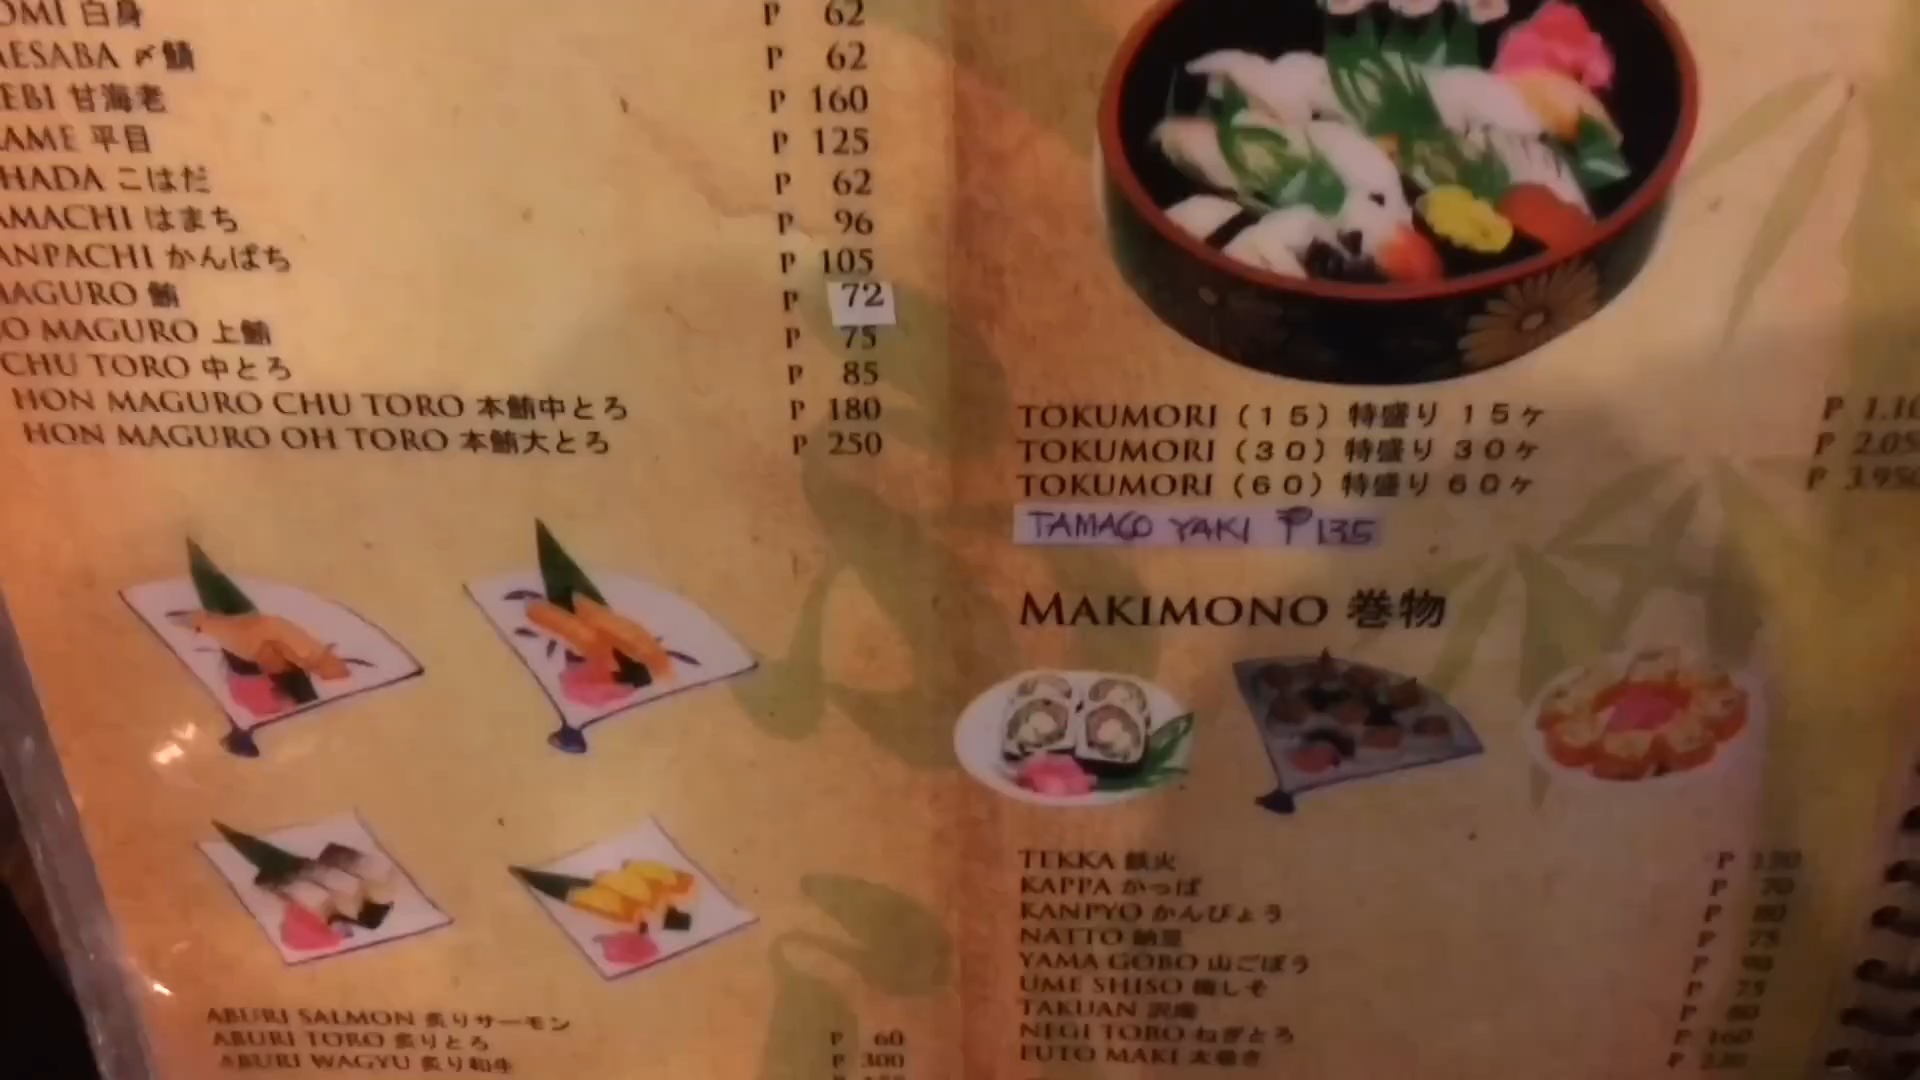 白身 P 62
〆鯖 P 62
甘海老 P 160
平目 P 125
こはだ P 62
はまち P 96
かんぱち P 105
MAGURO 鮪 P 72
MAGURO 上鮪 P 75
CHU TORO 中とろ P 85
HON MAGURO CHU TORO 本鮪中とろ P 180
HON MAGURO OH TORO 本鮪大とろ P 250
ABURI SALMON 炙りサーモン P 60
ABURI TORO 炙りとろ P 300
ABURI WAGYU 炙り和牛
TOKUMORI (15) 特盛り 15ヶ P
TOKUMORI (30) 特盛り 30ヶ P
TOKUMORI (60) 特盛り 60ヶ P
TAMAGO YAKI ₱135
MAKIMONO 巻物
TEKKA 鉄火 P
KAPPA かっぱ P 70
KANPYO かんぴょう P
NATTO 納豆 P
YAMA GOBO 山ごぼう P
UME SHISO 梅しそ P
TAKUAN 沢庵 P
NEGI TORO ねぎとろ P 160
FUTO MAKI 太巻き P